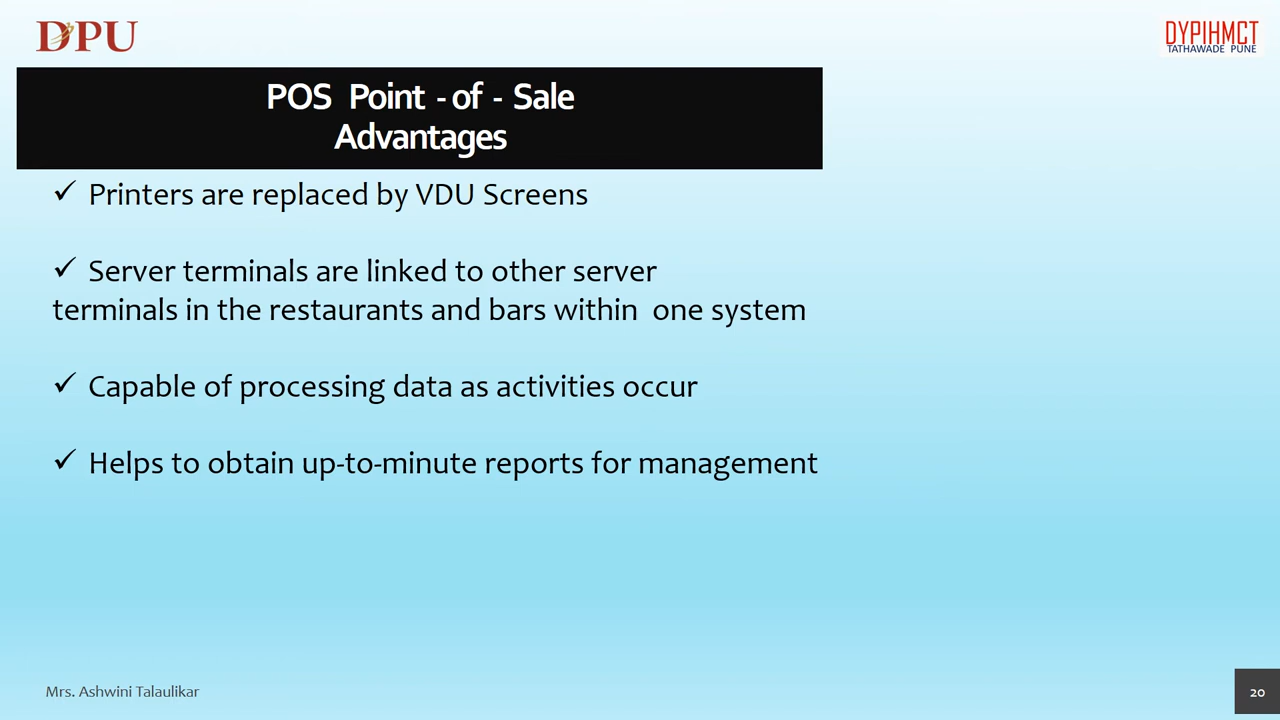 DPU
DYPIHMCT
TATHAWADE PUNE
POS Point - of - Sale
Advantages
✓ Printers are replaced by VDU Screens
✓ Server terminals are linked to other server
terminals in the restaurants and bars within one system
✓ Capable of processing data as activities occur
✓ Helps to obtain up-to-minute reports for management
Mrs. Ashwini Talaulikar
20